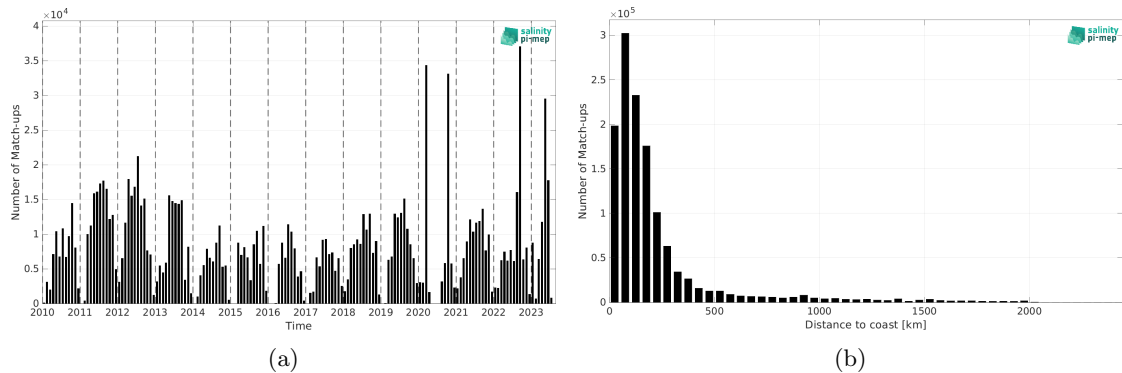 ×10⁴
4
3.5
3
2.5
2
1.5
1
0.5
0
Number of Match-ups
2010 2011 2012 2013 2014 2015 2016 2017 2018 2019 2020 2021 2022 2023
Time
salinity
pi-mep
(a)
×10⁵
3
2.5
2
1.5
1
0.5
0
Number of Match-ups
0 500 1000 1500 2000
Distance to coast [km]
salinity
pi-mep
(b)